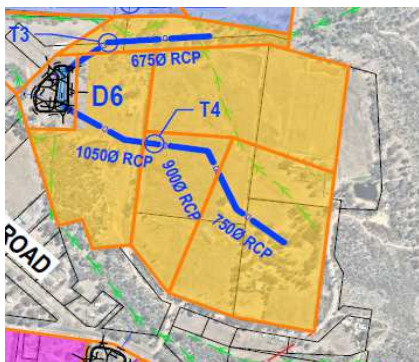 T3
675Ø RCP
D6
T4
1050Ø RCP
900Ø RCP
750Ø RCP
ROAD